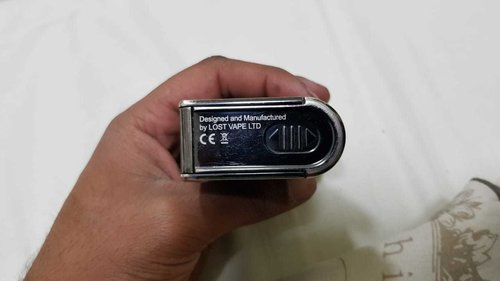 Designed and Manufactured
by LOST VAPE LTD
CE
h
i